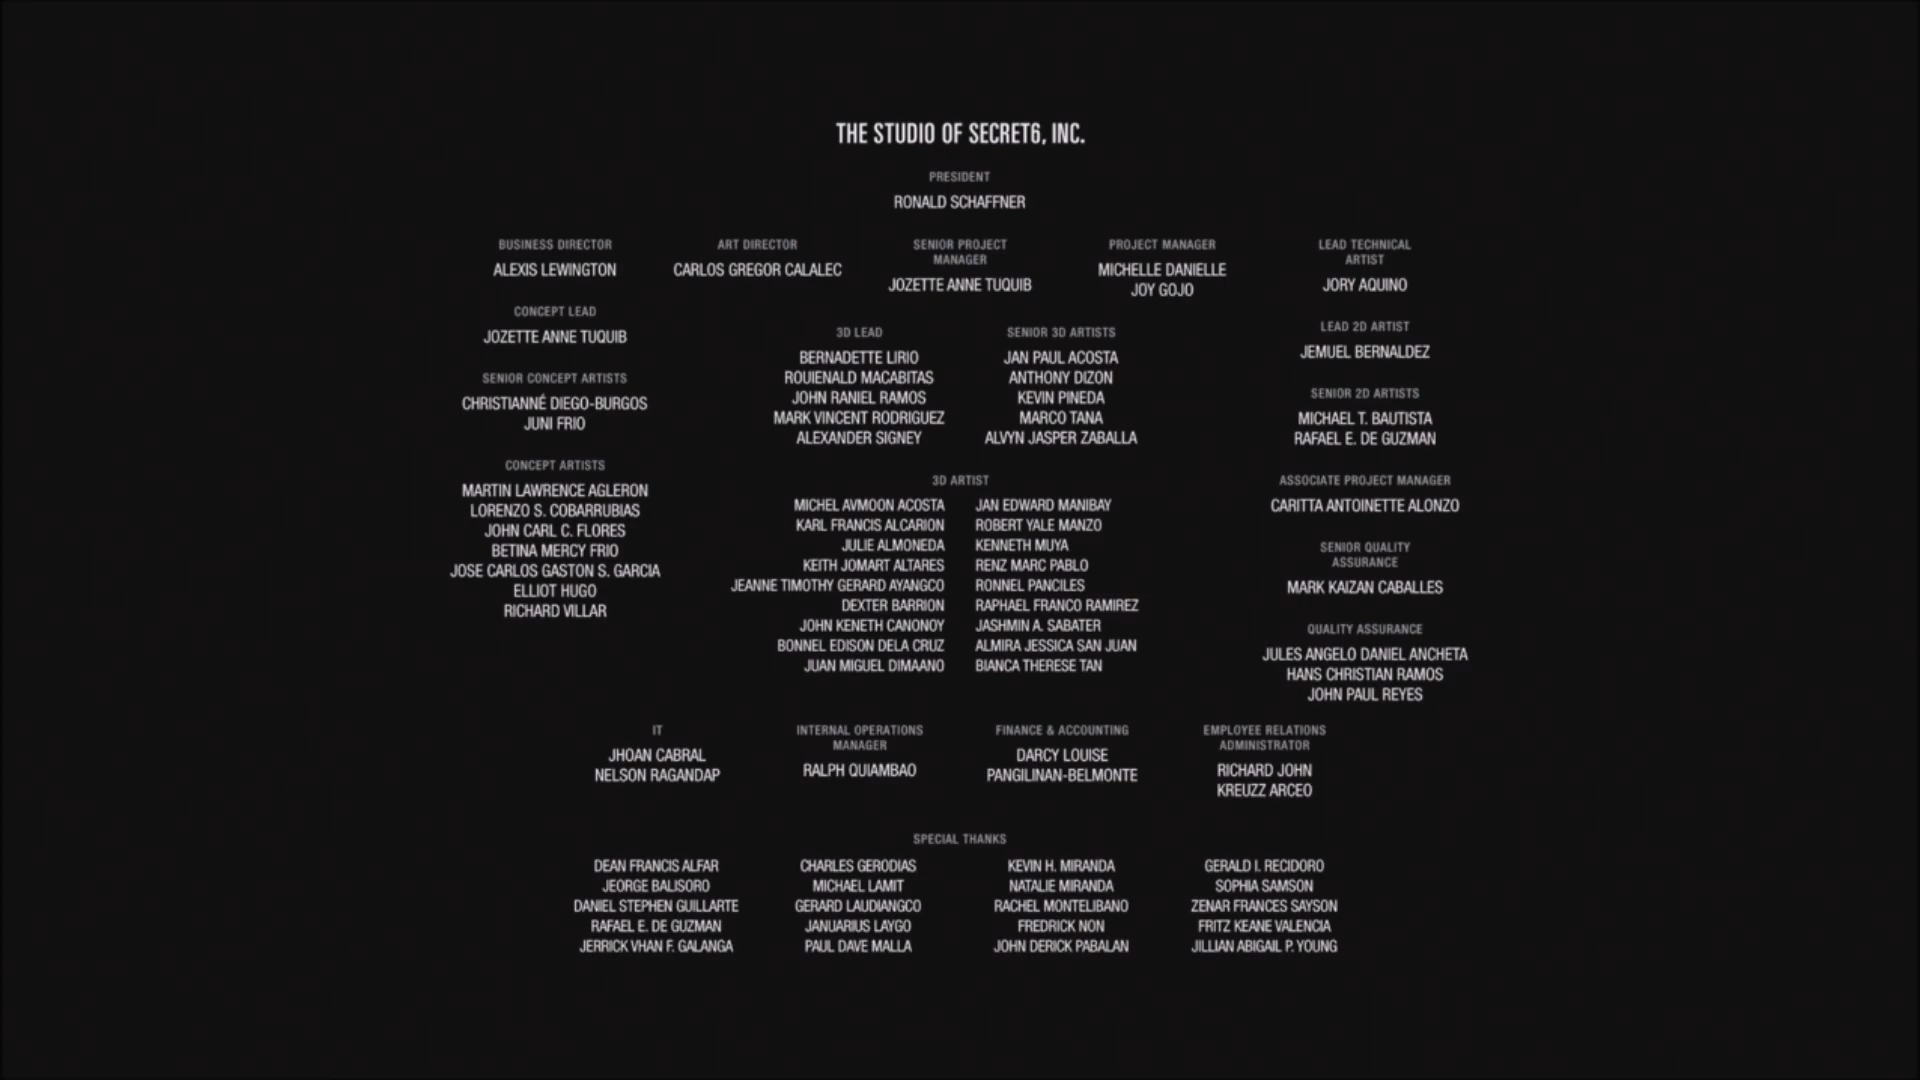 THE STUDIO OF SECRET6, INC.
PRESIDENT
RONALD SCHAFFNER
BUSINESS DIRECTOR
ALEXIS LEWINGTON
ART DIRECTOR
CARLOS GREGOR CALALEC
SENIOR PROJECT
MANAGER
JOZETTE ANNE TUQUIB
PROJECT MANAGER
MICHELLE DANIELLE
JOY GOJO
LEAD TECHNICAL
ARTIST
JORY AQUINO
CONCEPT LEAD
JOZETTE ANNE TUQUIB
SENIOR CONCEPT ARTISTS
CHRISTIANNÉ DIEGO-BURGOS
JUNI FRIO
CONCEPT ARTISTS
MARTIN LAWRENCE AGLERON
LORENZO S. COBARRUBIAS
JOHN CARL C. FLORES
BETINA MERCY FRIO
JOSE CARLOS GASTON S. GARCIA
ELLIOT HUGO
RICHARD VILLAR
3D LEAD
BERNADETTE LIRIO
ROUIENALD MACABITAS
JOHN RANIEL RAMOS
MARK VINCENT RODRIGUEZ
ALEXANDER SIGNEY
SENIOR 3D ARTISTS
JAN PAUL ACOSTA
ANTHONY DIZON
KEVIN PINEDA
MARCO TANA
ALVYN JASPER ZABALLA
3D ARTIST
MICHEL AVMOON ACOSTA
KARL FRANCIS ALCARION
JULIE ALMONEDA
KEITH JOMART ALTARES
JEANNE TIMOTHY GERARD AYANGCO
DEXTER BARRION
JOHN KENETH CANONOY
BONNEL EDISON DELA CRUZ
JUAN MIGUEL DIMAANO
JAN EDWARD MANIBAY
ROBERT YALE MANZO
KENNETH MUYA
RENZ MARC PABLO
RONNEL PANCILES
RAPHAEL FRANCO RAMIREZ
JASHMIN A. SABATER
ALMIRA JESSICA SAN JUAN
BIANCA THERESE TAN
LEAD 2D ARTIST
JEMUEL BERNALDEZ
SENIOR 2D ARTISTS
MICHAEL T. BAUTISTA
RAFAEL E. DE GUZMAN
ASSOCIATE PROJECT MANAGER
CARITTA ANTOINETTE ALONZO
SENIOR QUALITY
ASSURANCE
MARK KAIZAN CABALLES
QUALITY ASSURANCE
JULES ANGELO DANIEL ANCHETA
HANS CHRISTIAN RAMOS
JOHN PAUL REYES
IT
JHOAN CABRAL
NELSON RAGANDAP
INTERNAL OPERATIONS
MANAGER
RALPH QUIAMBAO
FINANCE & ACCOUNTING
DARCY LOUISE
PANGILINAN-BELMONTE
EMPLOYEE RELATIONS
ADMINISTRATOR
RICHARD JOHN
KREUZZ ARCEO
SPECIAL THANKS
DEAN FRANCIS ALFAR
JEORGE BALISORO
DANIEL STEPHEN GUILLARTE
RAFAEL E. DE GUZMAN
JERRICK VHAN F. GALANGA
CHARLES GERODIAS
MICHAEL LAMIT
GERARD LAUDIANGCO
JANUARIUS LAYGO
PAUL DAVE MALLA
KEVIN H. MIRANDA
NATALIE MIRANDA
RACHEL MONTELIBANO
FREDRICK NON
JOHN DERICK PABALAN
GERALD I. RECIDORO
SOPHIA SAMSON
ZENAR FRANCES SAYSON
FRITZ KEANE VALENCIA
JILLIAN ABIGAIL P. YOUNG